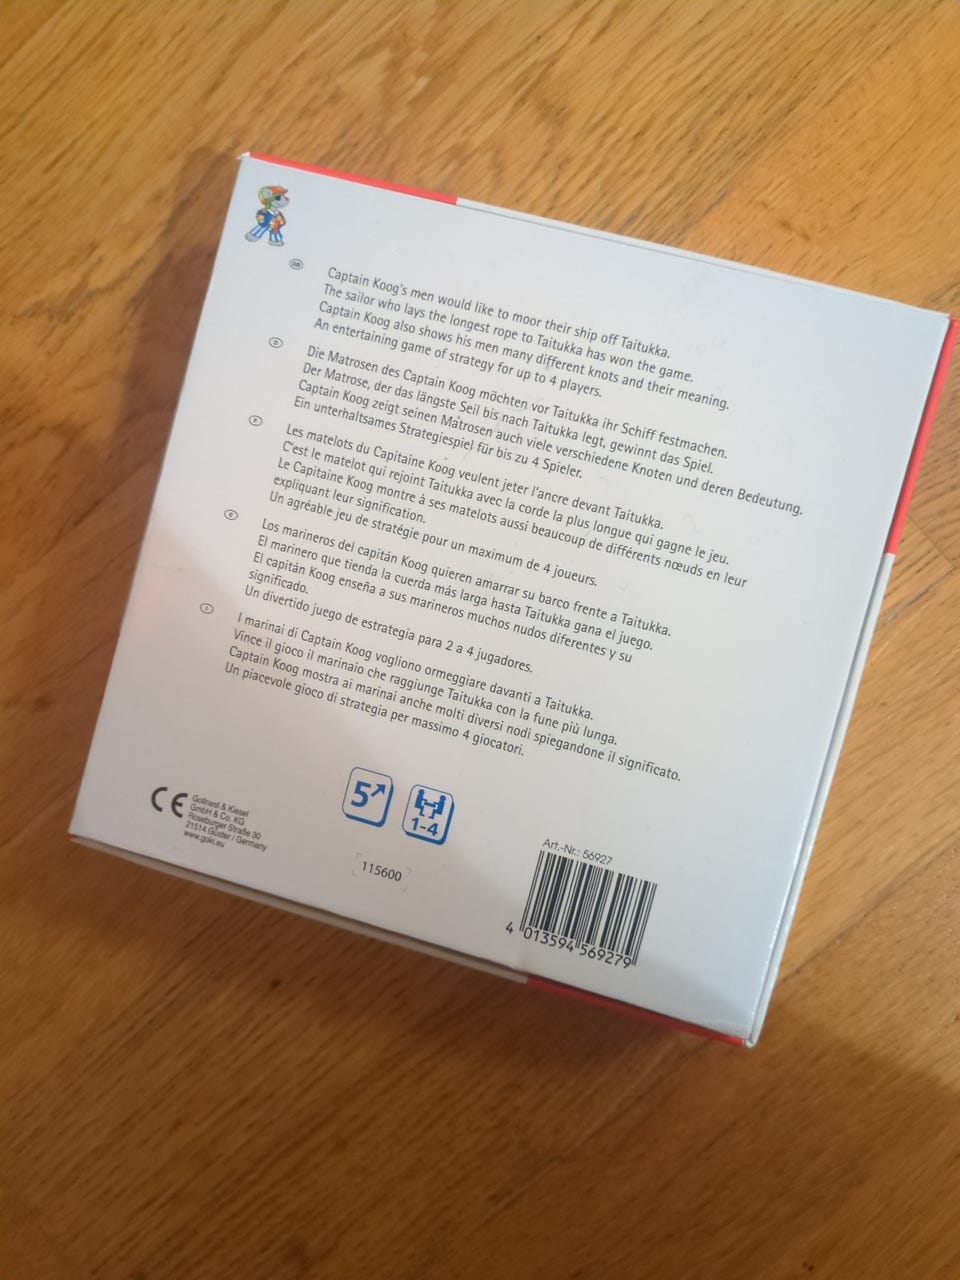 GB
Captain Koog's men would like to moor their ship off Taitukka.
The sailor who lays the longest rope to Taitukka has won the game.
Captain Koog also shows his men many different knots and their meaning.
An entertaining game of strategy for up to 4 players.
D
Die Matrosen des Captain Koog möchten vor Taitukka ihr Schiff festmachen.
Der Matrose, der das längste Seil bis nach Taitukka legt, gewinnt das Spiel.
Captain Koog zeigt seinen Matrosen auch viele verschiedene Knoten und deren Bedeutung.
Ein unterhaltsames Strategiespiel für bis zu 4 Spieler.
F
Les matelots du Capitaine Koog veulent jeter l'ancre devant Taitukka.
C'est le matelot qui rejoint Taitukka avec la corde la plus longue qui gagne le jeu.
Le Capitaine Koog montre à ses matelots aussi beaucoup de différents nœuds en leur
expliquant leur signification.
Un agréable jeu de stratégie pour un maximum de 4 joueurs.
E
Los marineros del capitán Koog quieren amarrar su barco frente a Taitukka.
El marinero que tienda la cuerda más larga hasta Taitukka gana el juego.
El capitán Koog enseña a sus marineros muchos nudos diferentes y su
significado.
Un divertido juego de estrategia para 2 a 4 jugadores.
I
I marinai di Captain Koog vogliono ormeggiare davanti a Taitukka.
Vince il gioco il marinaio che raggiunge Taitukka con la fune più lunga.
Captain Koog mostra ai marinai anche molti diversi nodi spiegandone il significato.
Un piacevole gioco di strategia per massimo 4 giocatori.
CE
Gollnest & Kiesel
GmbH & Co. KG
Roseburger Straße 30
21514 Güster / Germany
www.goki.eu
5
1-4
115600
Art.-Nr.: 56927
4 013594 569279